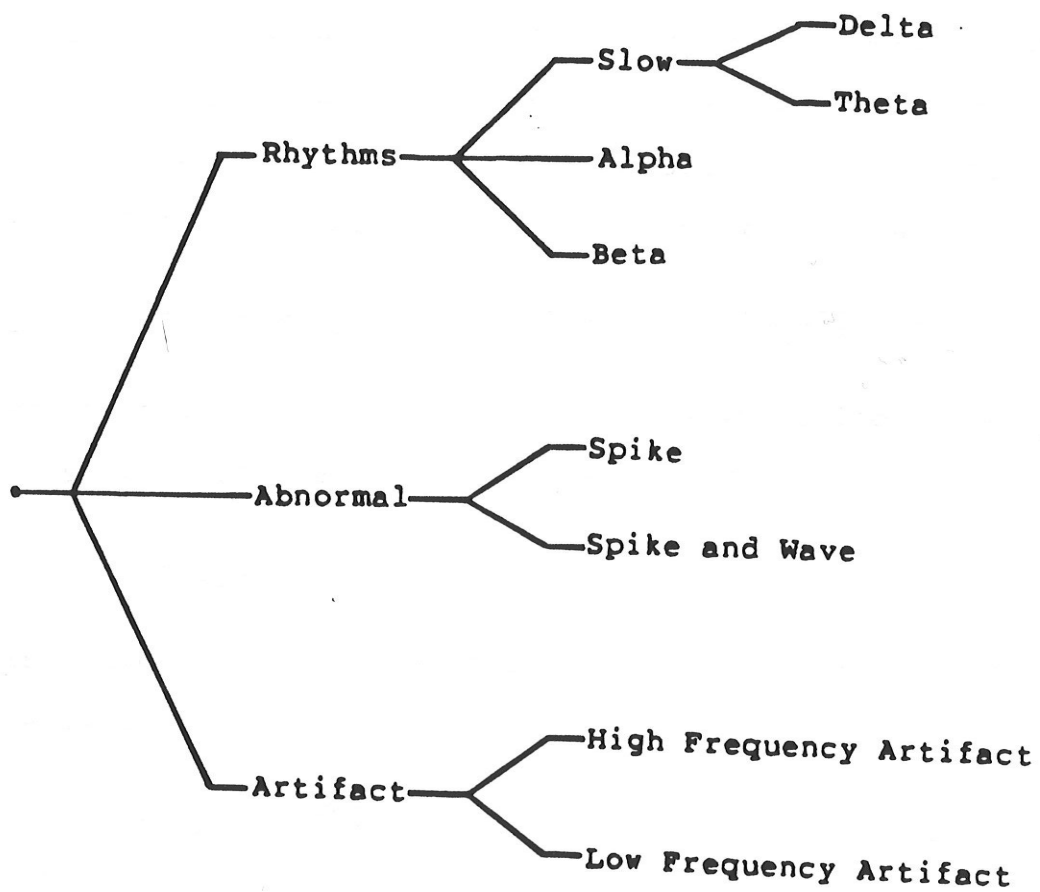 Delta
Slow
Theta
Rhythms
Alpha
Beta
Spike
Abnormal
Spike and Wave
High Frequency Artifact
Artifact
Low Frequency Artifact